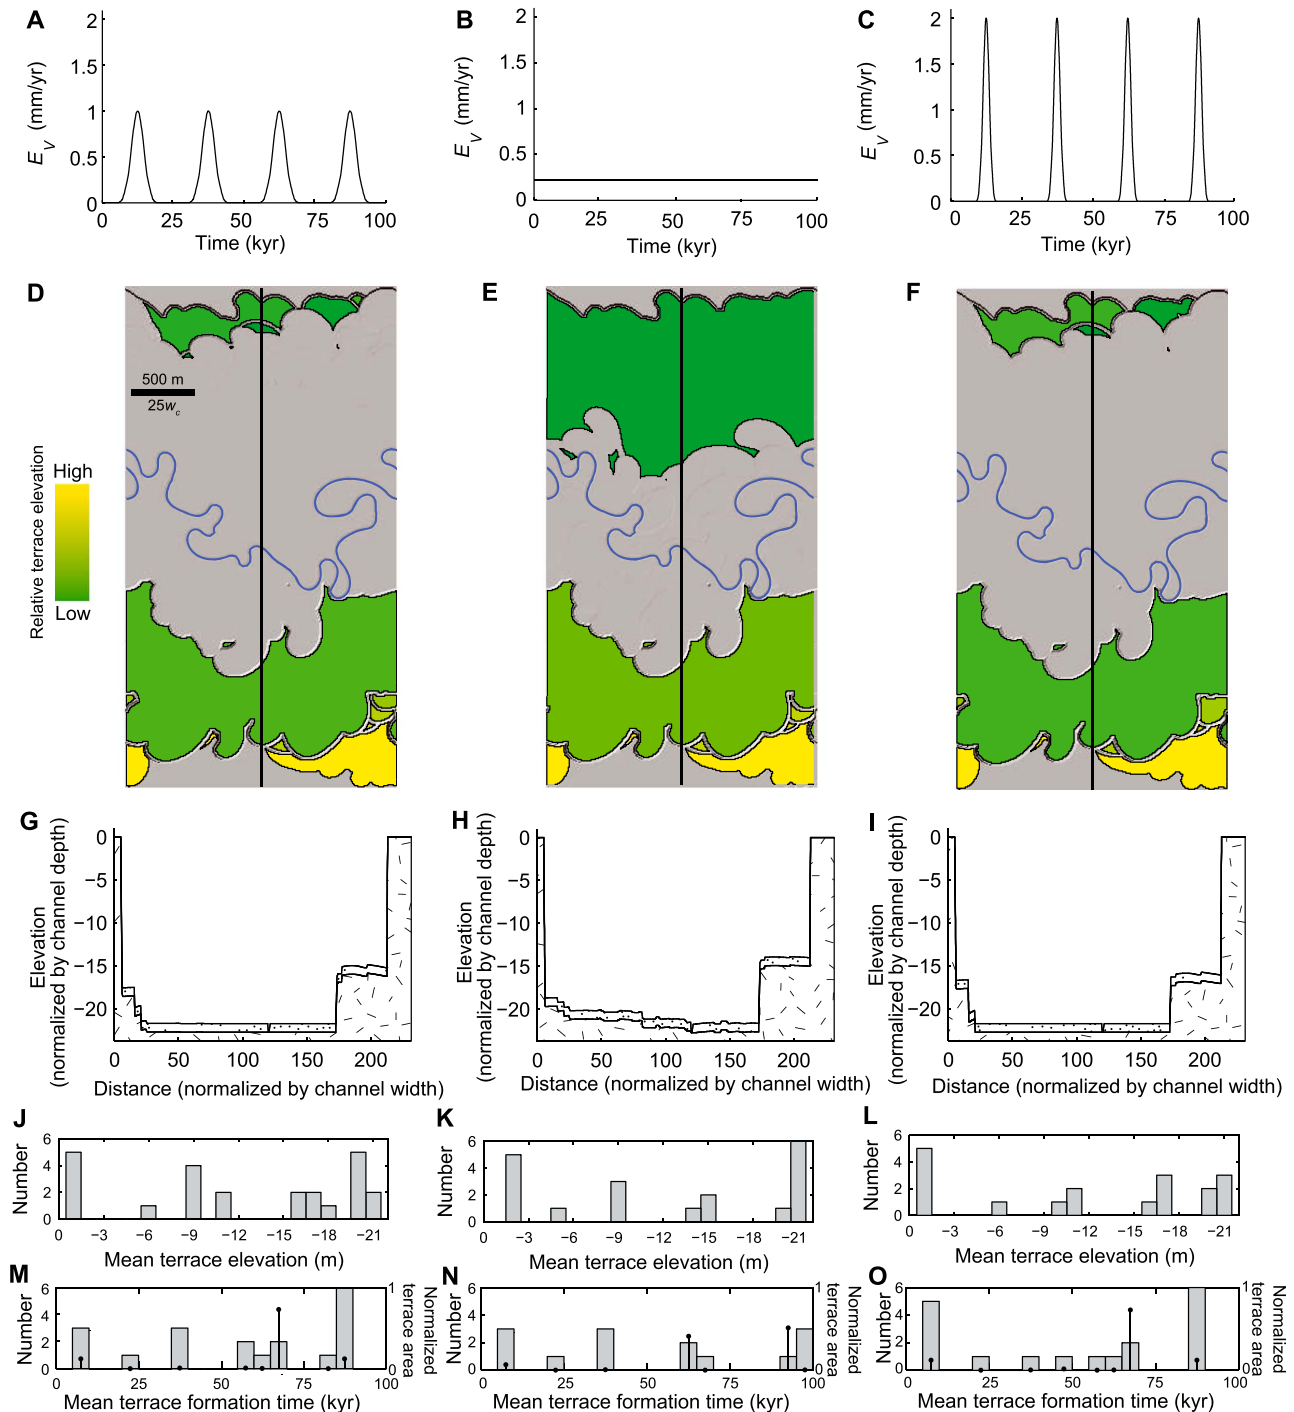 A
2
1.5
1
0.5
0
E_V (mm/yr)
0 25 50 75 100
Time (kyr)
B
2
1.5
1
0.5
0
E_V (mm/yr)
0 25 50 75 100
Time (kyr)
C
2
1.5
1
0.5
0
E_V (mm/yr)
0 25 50 75 100
Time (kyr)
D
500 m
25w_c
Relative terrace elevation
High
Low
E
F
G
0
−5
−10
−15
−20
Elevation
(normalized by channel depth)
0 50 100 150 200
Distance (normalized by channel width)
H
0
−5
−10
−15
−20
Elevation
(normalized by channel depth)
0 50 100 150 200
Distance (normalized by channel width)
I
0
−5
−10
−15
−20
Elevation
(normalized by channel depth)
0 50 100 150 200
Distance (normalized by channel width)
J
6
4
2
0
Number
0 −3 −6 −9 −12 −15 −18 −21
Mean terrace elevation (m)
K
6
4
2
0
Number
0 −3 −6 −9 −12 −15 −18 −21
Mean terrace elevation (m)
L
6
4
2
0
Number
0 −3 −6 −9 −12 −15 −18 −21
Mean terrace elevation (m)
M
6
4
2
0
Number
1
0
Normalized
terrace area
0 25 50 75 100
Mean terrace formation time (kyr)
N
6
4
2
0
Number
1
0
Normalized
terrace area
0 25 50 75 100
Mean terrace formation time (kyr)
O
6
4
2
0
Number
1
0
Normalized
terrace area
0 25 50 75 100
Mean terrace formation time (kyr)